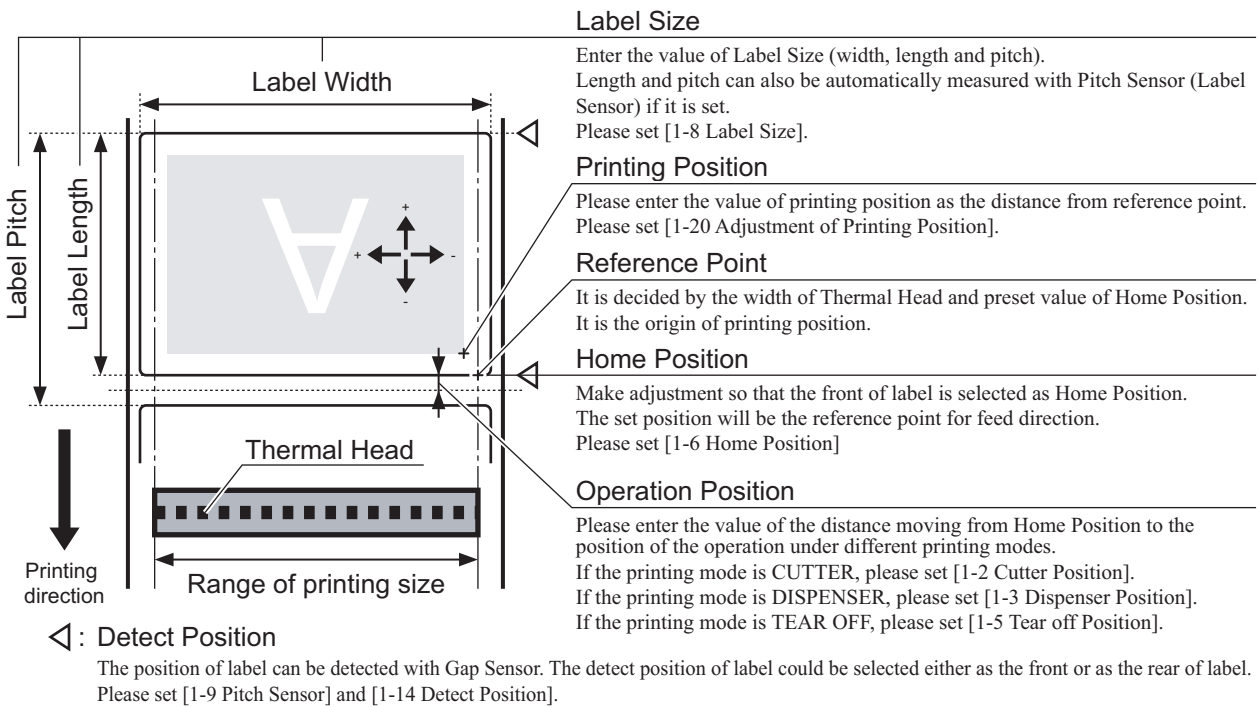 Label Size
Enter the value of Label Size (width, length and pitch).
Length and pitch can also be automatically measured with Pitch Sensor (Label
Sensor) if it is set.
Please set [1-8 Label Size].
Printing Position
Please enter the value of printing position as the distance from reference point.
Please set [1-20 Adjustment of Printing Position].
Reference Point
It is decided by the width of Thermal Head and preset value of Home Position.
It is the origin of printing position.
Home Position
Make adjustment so that the front of label is selected as Home Position.
The set position will be the reference point for feed direction.
Please set [1-6 Home Position]
Operation Position
Please enter the value of the distance moving from Home Position to the
position of the operation under different printing modes.
If the printing mode is CUTTER, please set [1-2 Cutter Position].
If the printing mode is DISPENSER, please set [1-3 Dispenser Position].
If the printing mode is TEAR OFF, please set [1-5 Tear off Position].
Label Width
Label Pitch
Label Length
A
+
+
-
-
Thermal Head
Range of printing size
Printing
direction
: Detect Position
The position of label can be detected with Gap Sensor. The detect position of label could be selected either as the front or as the rear of label.
Please set [1-9 Pitch Sensor] and [1-14 Detect Position].